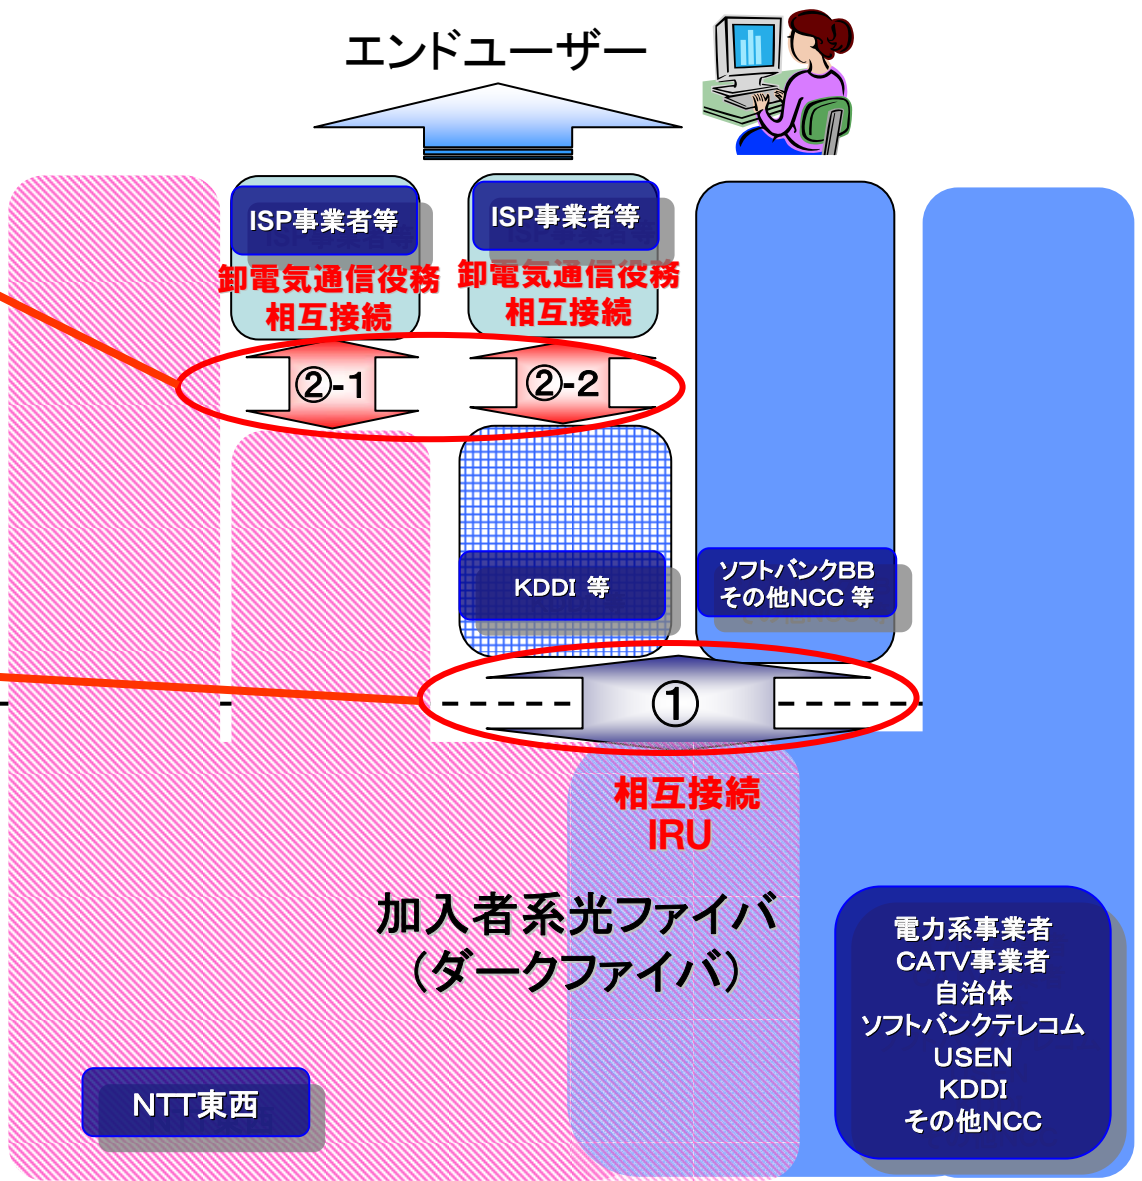 エンドユーザー
ISP事業者等
卸電気通信役務
相互接続
ISP事業者等
卸電気通信役務
相互接続
②-1
②-2
KDDI 等
ソフトバンクBB
その他NCC 等
①
相互接続
IRU
加入者系光ファイバ
(ダークファイバ)
電力系事業者
CATV事業者
自治体
ソフトバンクテレコム
USEN
KDDI
その他NCC
NTT東西